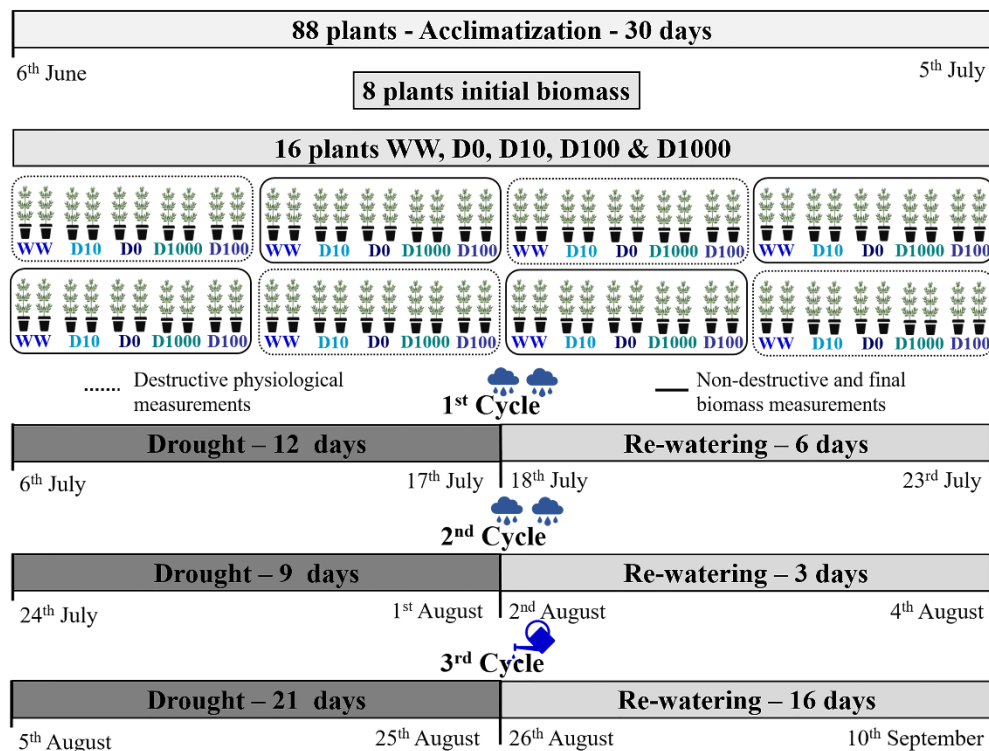 88 plants - Acclimatization - 30 days
6th June
5th July
8 plants initial biomass
16 plants WW, D0, D10, D100 & D1000
WW D10 D0 D1000 D100 WW D10 D0 D1000 D100 WW D10 D0 D1000 D100 WW D10 D0 D1000 D100
WW D10 D0 D1000 D100 WW D10 D0 D1000 D100 WW D10 D0 D1000 D100 WW D10 D0 D1000 D100
Destructive physiological
measurements
Non-destructive and final
biomass measurements
1st Cycle
Drought – 12 days
Re-watering – 6 days
6th July
17th July
18th July
23rd July
2nd Cycle
Drought – 9 days
Re-watering – 3 days
24th July
1st August
2nd August
4th August
3rd Cycle
Drought – 21 days
Re-watering – 16 days
5th August
25th August
26th August
10th September